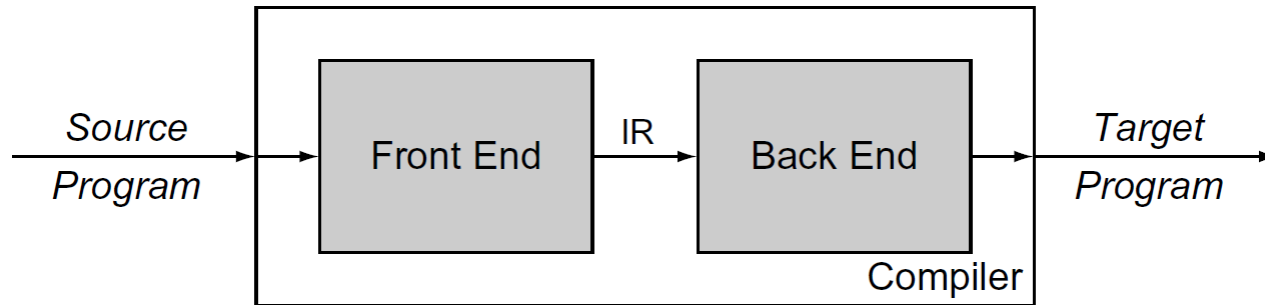 Source
Program
Front End
IR
Back End
Target
Program
Compiler